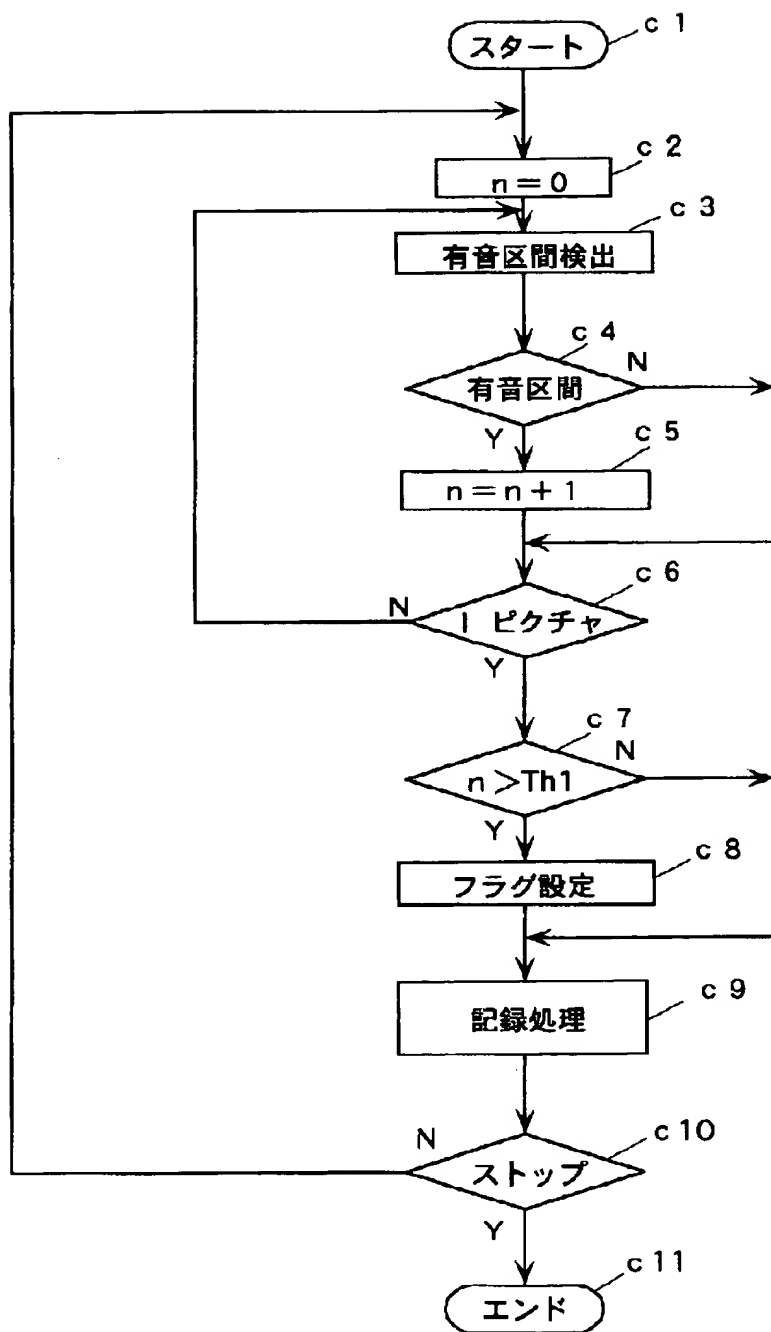 c 1
スタート
c 2
n = 0
c 3
有音区間検出
c 4
有音区間
N
Y
c 5
n = n + 1
c 6
N
I ピクチャ
Y
c 7
n > Th1
N
Y
c 8
フラグ設定
c 9
記録処理
c10
N
ストップ
Y
c11
エンド